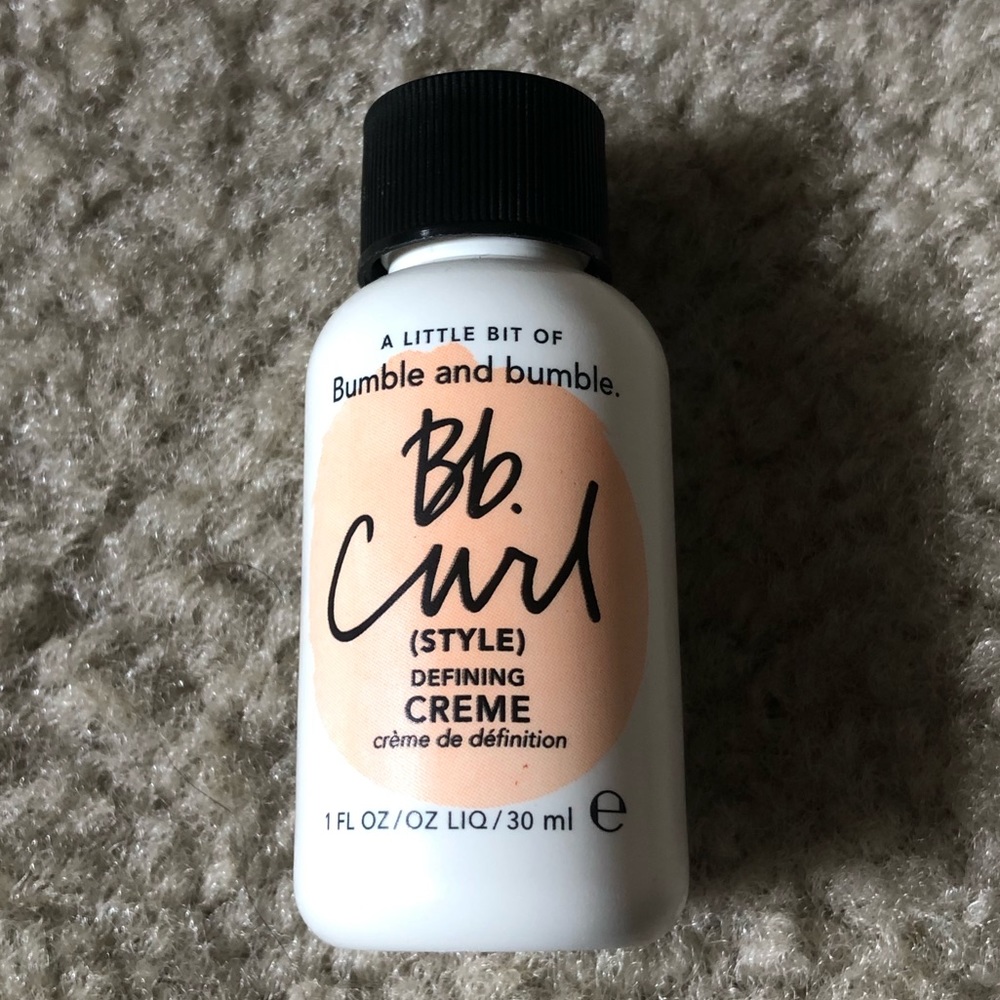 A LITTLE BIT OF
Bumble and bumble.
Bb.
Curl
(STYLE)
DEFINING
CREME
crème de définition
1 FL OZ/OZ LIQ/30 ml ℮